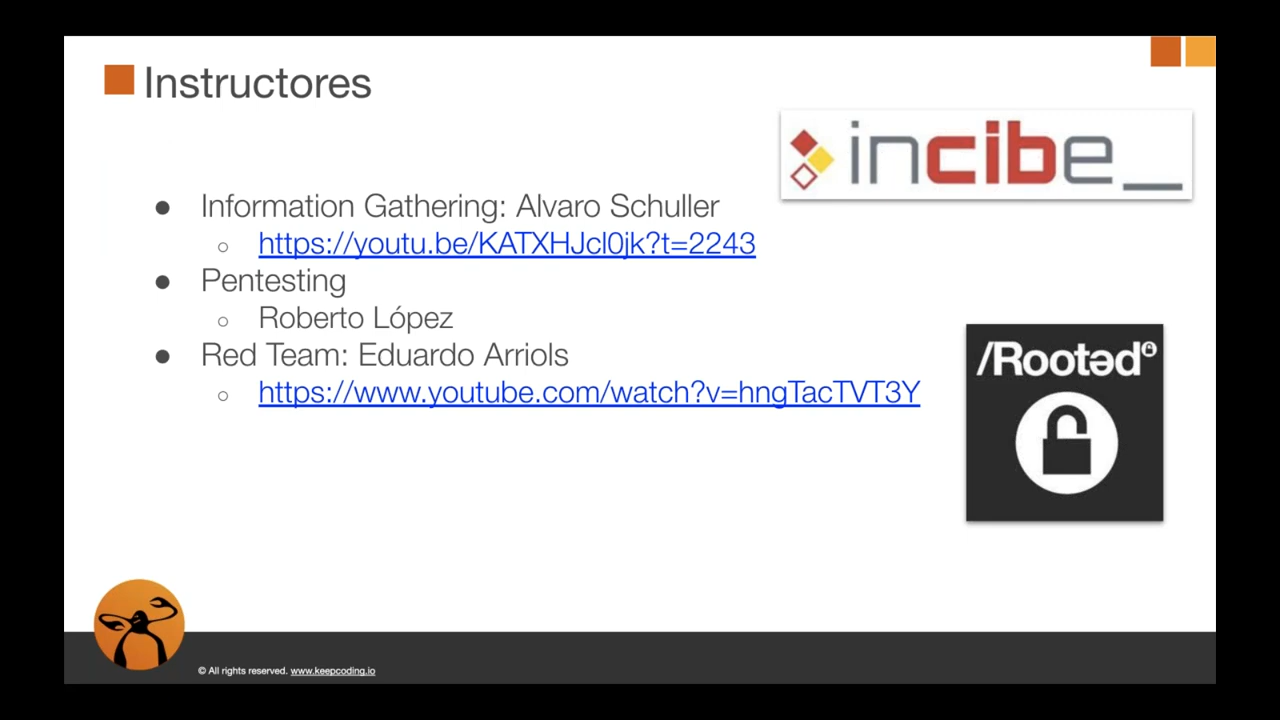 Instructores
incibe_
● Information Gathering: Alvaro Schuller
○ https://youtu.be/KATXHJcl0jk?t=2243
● Pentesting
○ Roberto López
● Red Team: Eduardo Arriols
○ https://www.youtube.com/watch?v=hngTacTVT3Y
/Rootəd®
© All rights reserved. www.keepcoding.io